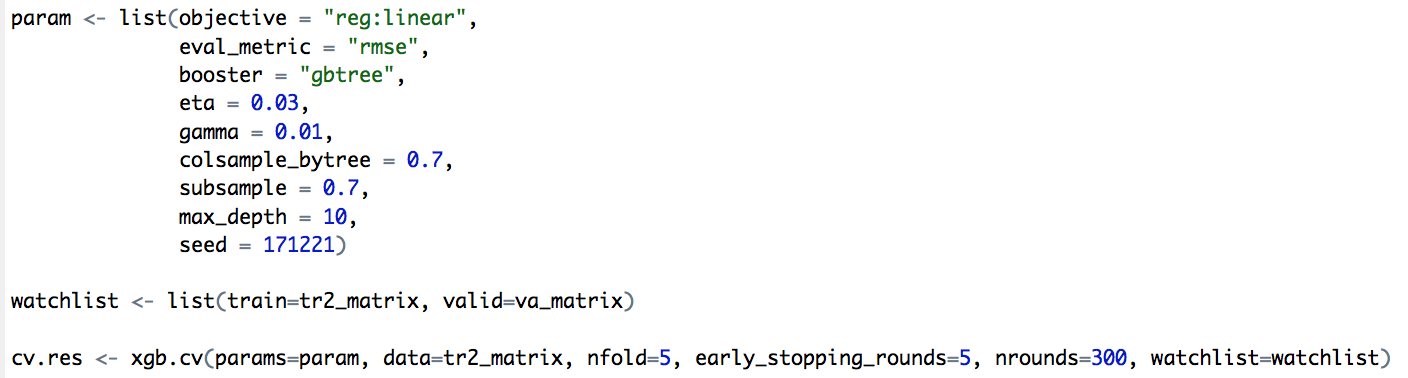 param <- list(objective = "reg:linear",
eval_metric = "rmse",
booster = "gbtree",
eta = 0.03,
gamma = 0.01,
colsample_bytree = 0.7,
subsample = 0.7,
max_depth = 10,
seed = 171221)
watchlist <- list(train=tr2_matrix, valid=va_matrix)
cv.res <- xgb.cv(params=param, data=tr2_matrix, nfold=5, early_stopping_rounds=5, nrounds=300, watchlist=watchlist)